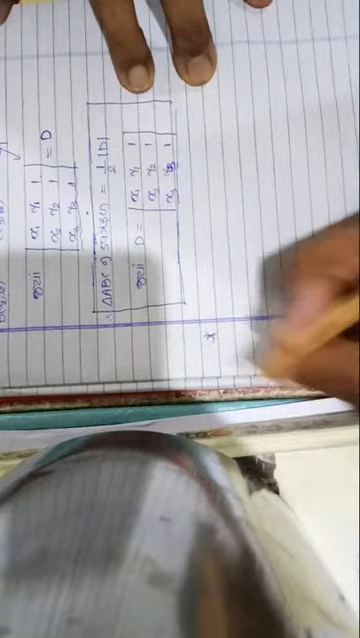 x₁ y₁ 1
x₂ y₂ 1 = D
x₃ y₃ 1
∴ ΔABC નું ક્ષેત્રફળ = 1/2 |D|
જ્યાં D = x₁ y₁ 1
x₂ y₂ 1
x₃ y₃ 1
*